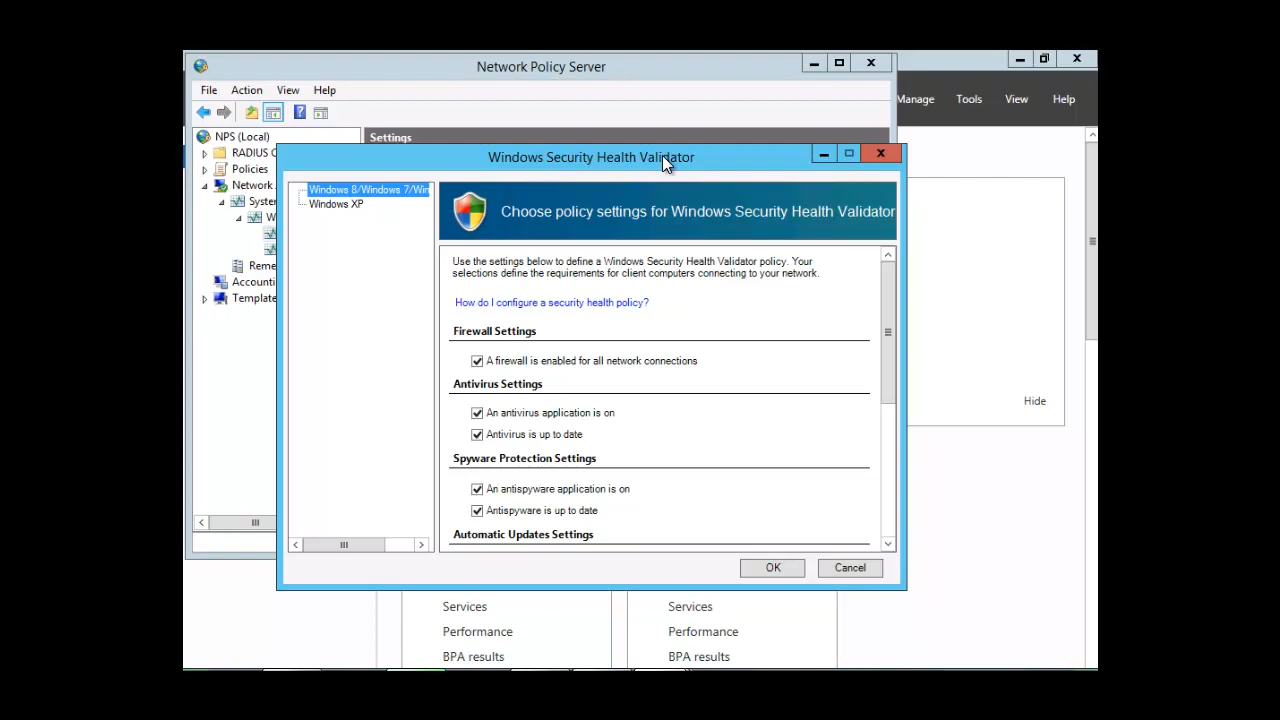 Network Policy Server
File Action View Help
Manage Tools View Help
NPS (Local)
RADIUS C
Policies
Network
Syste
W
Reme
Accounti
Template
Settings
Windows Security Health Validator
Windows 8/Windows 7/Win
Windows XP
Choose policy settings for Windows Security Health Validator
Use the settings below to define a Windows Security Health Validator policy. Your
selections define the requirements for client computers connecting to your network.
How do I configure a security health policy?
Firewall Settings
A firewall is enabled for all network connections
Antivirus Settings
An antivirus application is on
Antivirus is up to date
Spyware Protection Settings
An antispyware application is on
Antispyware is up to date
Automatic Updates Settings
OK Cancel
Hide
Services
Performance
BPA results
Services
Performance
BPA results